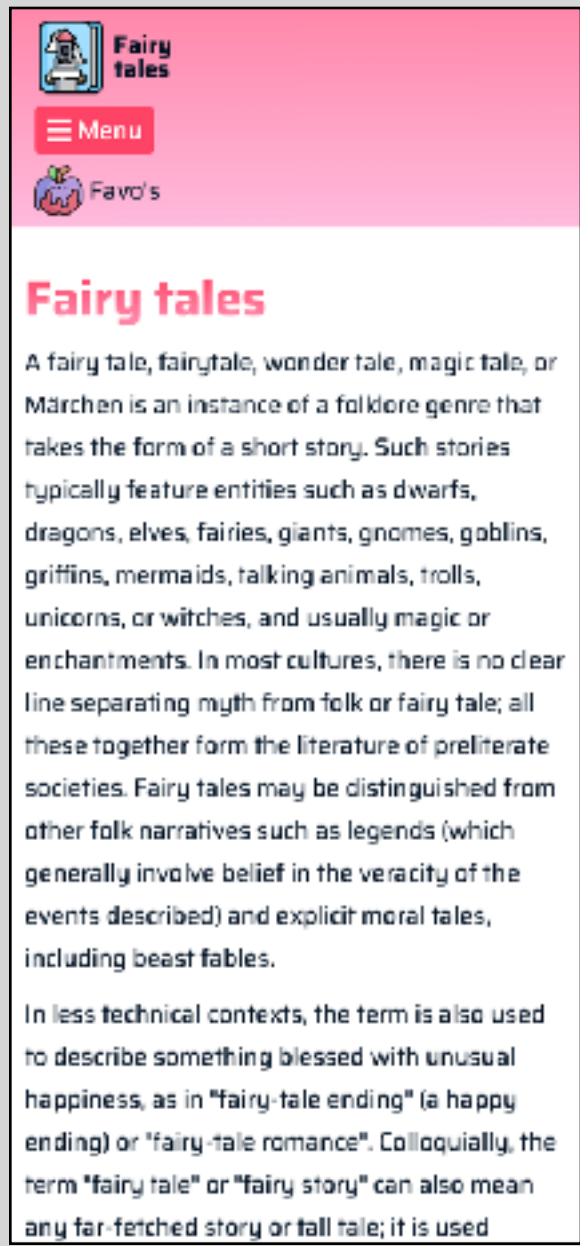 Fairy
tales
Menu
Favo's
Fairy tales
A fairy tale, fairytale, wonder tale, magic tale, or
Märchen is an instance of a folklore genre that
takes the form of a short story. Such stories
typically feature entities such as dwarfs,
dragons, elves, fairies, giants, gnomes, goblins,
griffins, mermaids, talking animals, trolls,
unicorns, or witches, and usually magic or
enchantments. In most cultures, there is no clear
line separating myth from folk or fairy tale; all
these together form the literature of preliterate
societies. Fairy tales may be distinguished from
other folk narratives such as legends (which
generally involve belief in the veracity of the
events described) and explicit moral tales,
including beast fables.
In less technical contexts, the term is also used
to describe something blessed with unusual
happiness, as in "fairy-tale ending" (a happy
ending) or "fairy-tale romance". Colloquially, the
term "fairy tale" or "fairy story" can also mean
any far-fetched story or tall tale; it is used